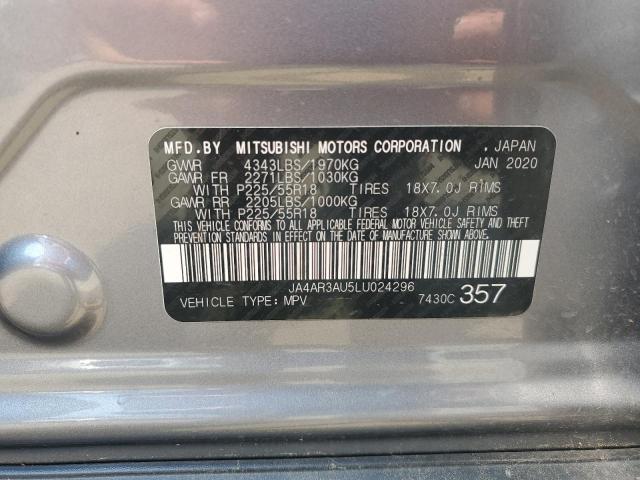 MFD.BY MITSUBISHI MOTORS CORPORATION . JAPAN
GVWR 4343LBS/1970KG JAN 2020
GAWR FR 2271LBS/1030KG
WITH P225/55R18 TIRES 18X7.0J RIMS
GAWR RR 2205LBS/1000KG
WITH P225/55R18 TIRES 18X7.0J RIMS
THIS VEHICLE CONFORMS TO ALL APPLICABLE FEDERAL MOTOR VEHICLE SAFETY AND THEFT
PREVENTION STANDARDS IN EFFECT ON THE DATE OF MANUFACTURE SHOWN ABOVE.
JA4AR3AU5LU024296
VEHICLE TYPE: MPV 7430C 357